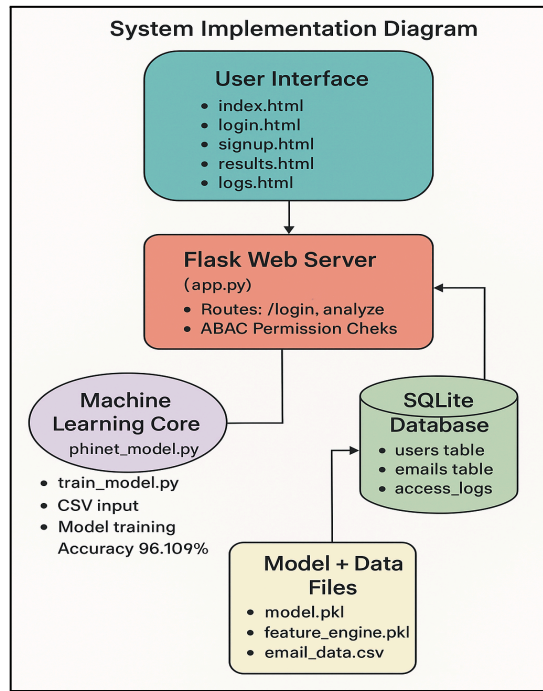 System Implementation Diagram
User Interface
• index.html
• login.html
• signup.html
• results.html
• logs.html
Flask Web Server
(app.py)
• Routes: /login, analyze
• ABAC Permission Cheks
Machine
Learning Core
phinet_model.py
• train_model.py
• CSV input
• Model training
Accuracy 96.109%
SQLite
Database
• users table
• emails table
• access_logs
Model + Data
Files
• model.pkl
• feature_engine.pkl
• email_data.csv